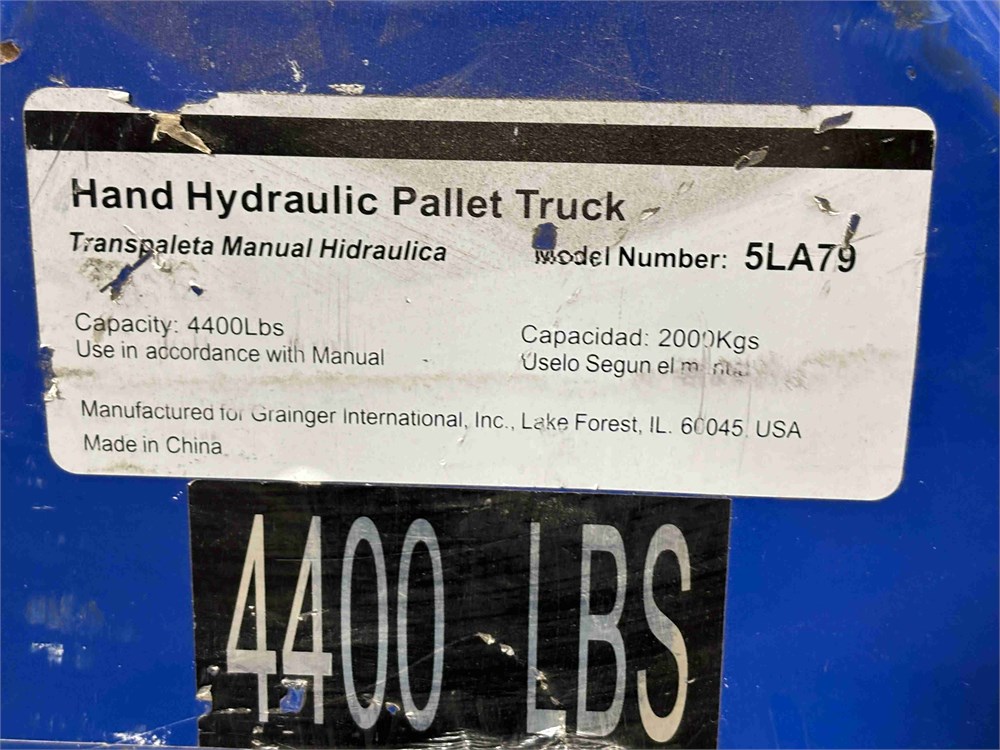 Hand Hydraulic Pallet Truck
Transpaleta Manual Hidraulica
Model Number: 5LA79
Capacity: 4400Lbs
Use in accordance with Manual
Capacidad: 2000Kgs
Uselo Segun el
Manufactured for Grainger International, Inc., Lake Forest, IL. 60045. USA
Made in China
4400 LBS